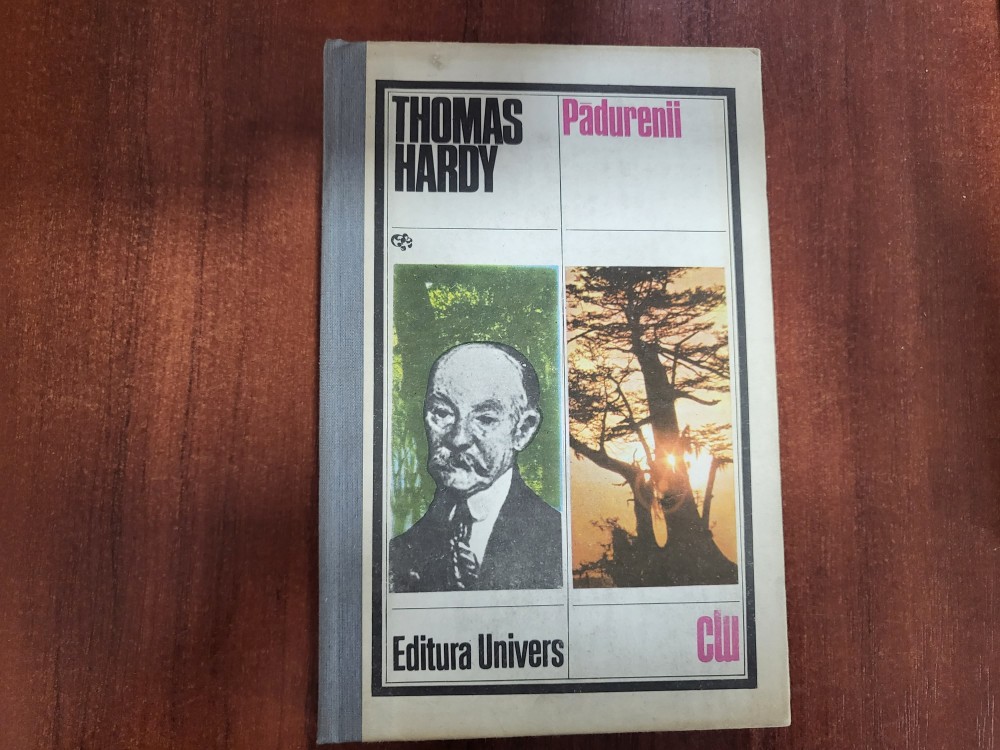 THOMAS
HARDY
Pădurenii
Editura Univers
clu